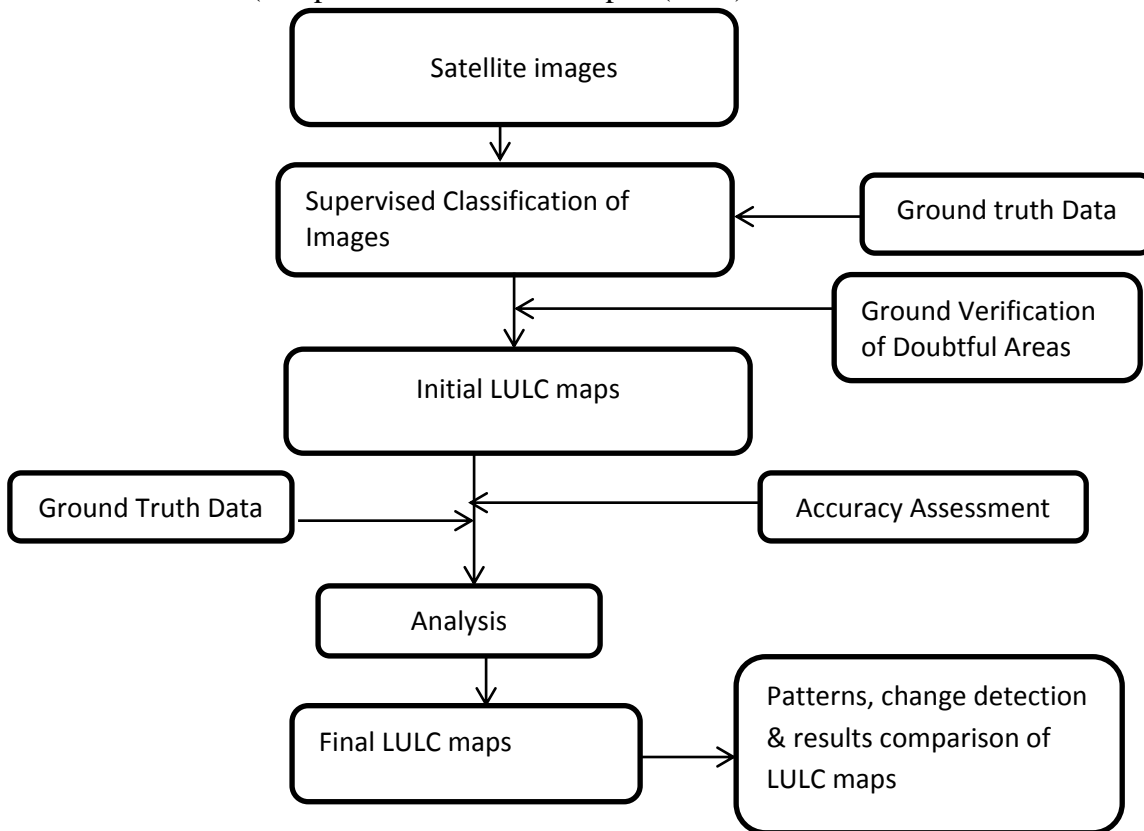 Satellite images
Supervised Classification of
Images
Ground truth Data
Ground Verification
of Doubtful Areas
Initial LULC maps
Ground Truth Data
Accuracy Assessment
Analysis
Final LULC maps
Patterns, change detection
& results comparison of
LULC maps